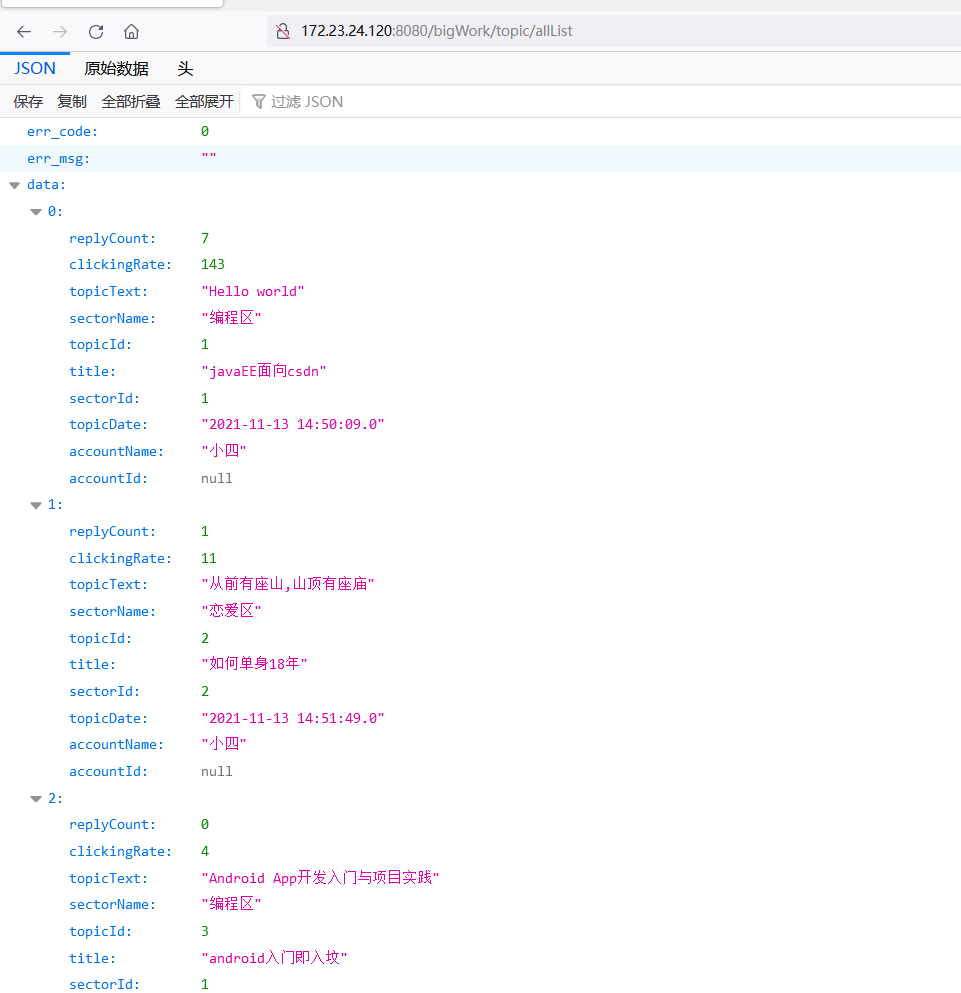 172.23.24.120:8080/bigWork/topic/allList
JSON 原始数据 头
保存 复制 全部折叠 全部展开 过滤 JSON
err_code: 0
err_msg: ""
data:
0:
replyCount: 7
clickingRate: 143
topicText: "Hello world"
sectorName: "编程区"
topicId: 1
title: "javaEE面向csdn"
sectorId: 1
topicDate: "2021-11-13 14:50:09.0"
accountName: "小四"
accountId: null
1:
replyCount: 1
clickingRate: 11
topicText: "从前有座山,山顶有座庙"
sectorName: "恋爱区"
topicId: 2
title: "如何单身18年"
sectorId: 2
topicDate: "2021-11-13 14:51:49.0"
accountName: "小四"
accountId: null
2:
replyCount: 0
clickingRate: 4
topicText: "Android App开发入门与项目实践"
sectorName: "编程区"
topicId: 3
title: "android入门即入坟"
sectorId: 1